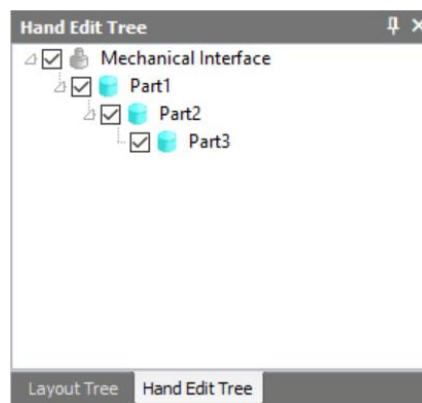 Hand Edit Tree
Mechanical Interface
Part1
Part2
Part3
Layout Tree Hand Edit Tree